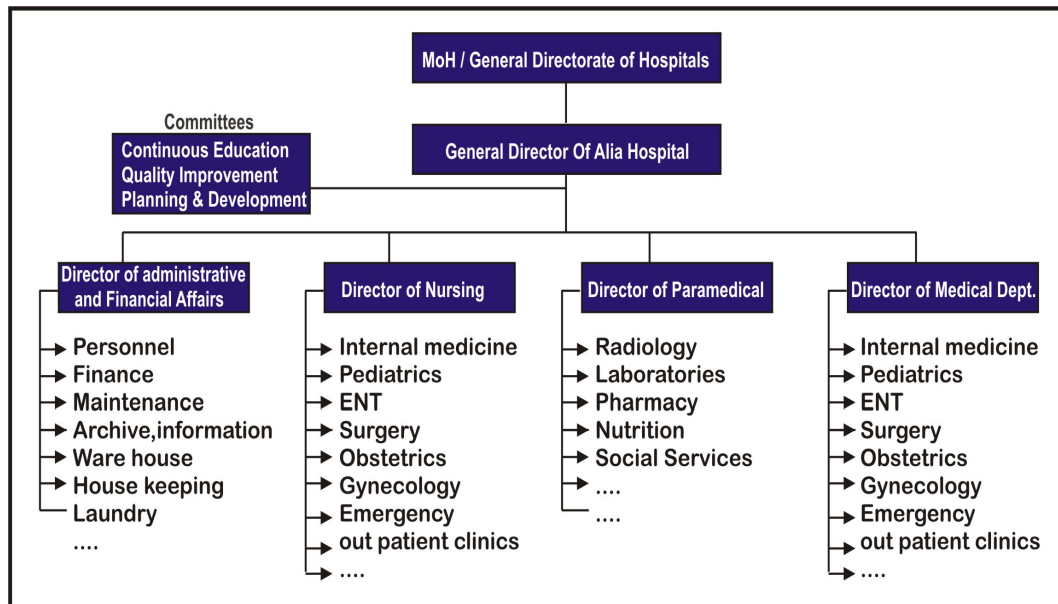 MoH / General Directorate of Hospitals
Committees
Continuous Education
Quality Improvement
Planning & Development
General Director Of Alia Hospital
Director of administrative
and Financial Affairs
Personnel
Finance
Maintenance
Archive,information
Ware house
House keeping
Laundry
....
Director of Nursing
Internal medicine
Pediatrics
ENT
Surgery
Obstetrics
Gynecology
Emergency
out patient clinics
....
Director of Paramedical
Radiology
Laboratories
Pharmacy
Nutrition
Social Services
....
....
Director of Medical Dept.
Internal medicine
Pediatrics
ENT
Surgery
Obstetrics
Gynecology
Emergency
out patient clinics
....